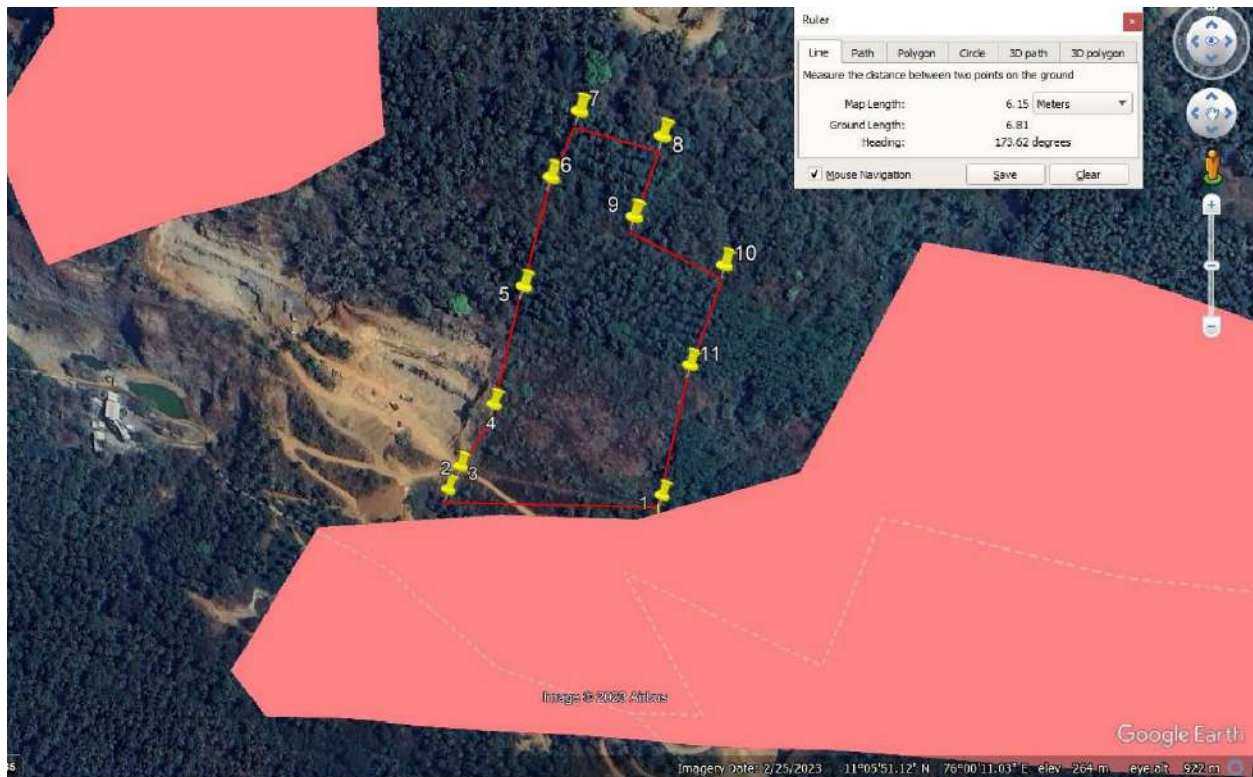 Ruler
Line Path Polygon Circle 3D path 3D polygon
Measure the distance between two points on the ground
Map Length: 6.15 Meters
Ground Length: 6.81
Heading: 173.62 degrees
Mouse Navigation Save Clear
7
8
6
9
10
5
11
4
2
3
1
Image © 2023 Airbus
Google Earth
Imagery Date: 2/25/2023 11°05'51.12" N 76°00'11.03" E elev 264 m eye alt 922 m